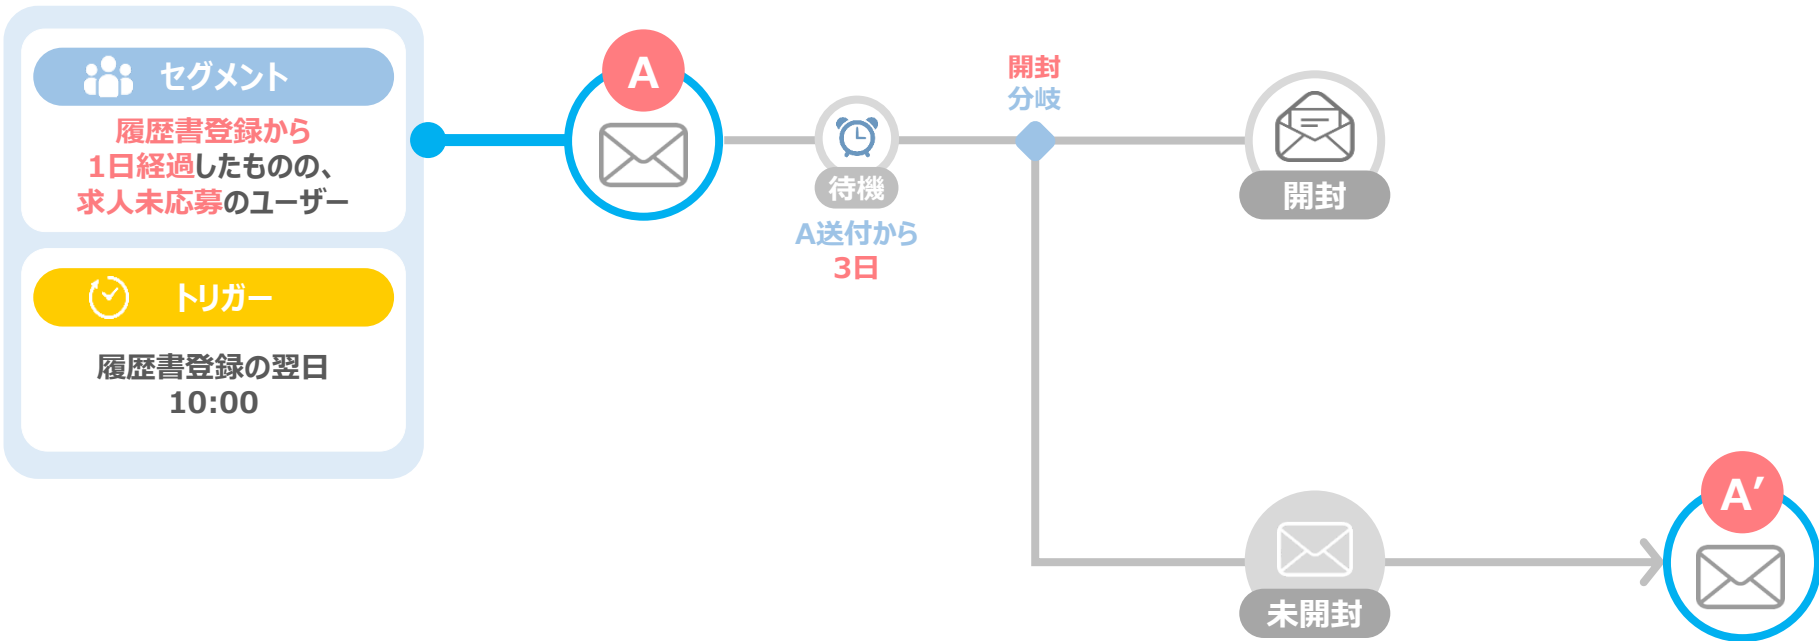 セグメント
履歴書登録から
1日経過したものの、
求人未応募のユーザー
トリガー
履歴書登録の翌日
10:00
A
待機
A送付から
3日
開封
分岐
開封
未開封
A′